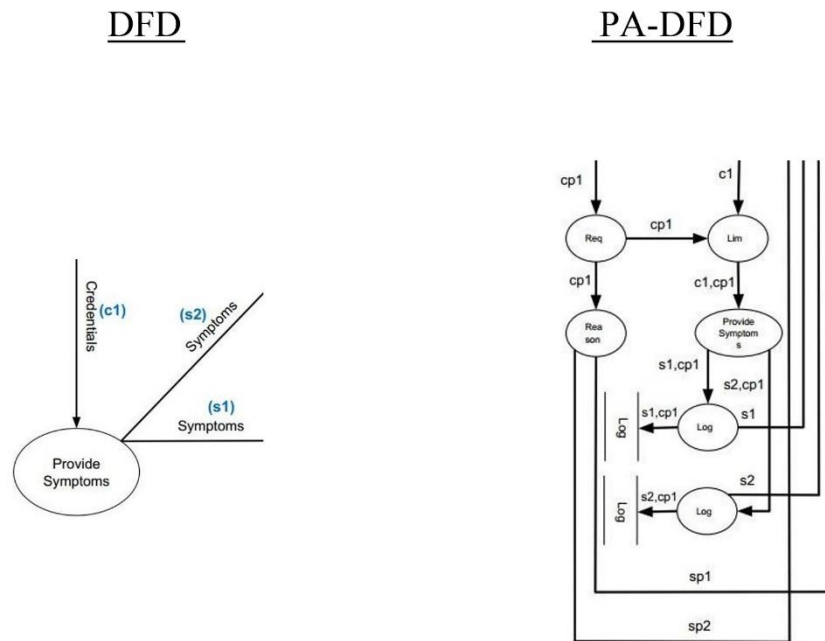 DFD
PA-DFD
Credentials
(c1)
(s2)
Symptoms
(s1)
Symptoms
Provide
Symptoms
cp1
c1
Req
cp1
Lim
cp1
c1,cp1
Rea
son
Provide
Symptom
s
s1,cp1
s2,cp1
Log
s1,cp1
Log
s1
s2
Log
s2,cp1
Log
sp1
sp2